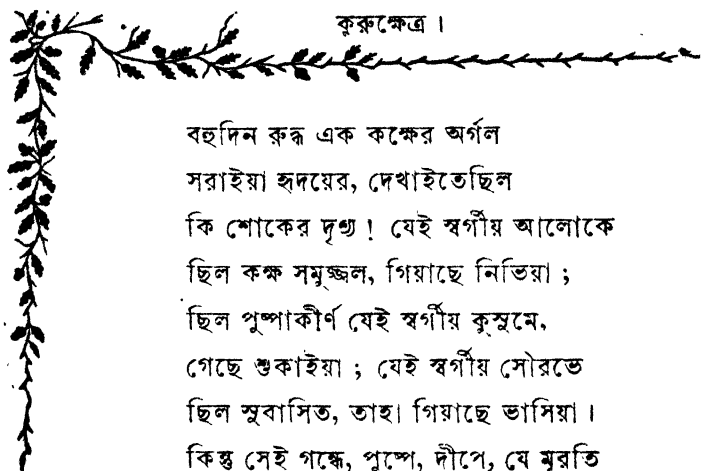 কুরুক্ষেত্র ।
বহুদিন রুদ্ধ এক কক্ষের অর্গল
সরাইয়া হৃদয়ের, দেখাইতেছিল
কি শোকের দৃশ্য ! যেই স্বর্গীয় আলোকে
ছিল কক্ষ সমুজ্জ্বল, গিয়াছে নিভিয়া ;
ছিল পুষ্পাকীর্ণ যেই স্বর্গীয় কুসুমে,
গেছে শুকাইয়া ; যেই স্বর্গীয় সৌরভে
ছিল সুবাসিত, তাহা গিয়াছে ভাসিয়া ।
কিন্তু সেই গন্ধে, পুষ্পে, দীপে, যে মূরতি